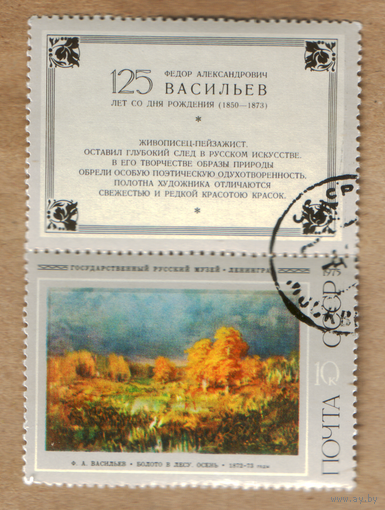 125
ФЕДОР АЛЕКСАНДРОВИЧ
ВАСИЛЬЕВ
ЛЕТ СО ДНЯ РОЖДЕНИЯ (1850-1873)
*
ЖИВОПИСЕЦ-ПЕЙЗАЖИСТ.
ОСТАВИЛ ГЛУБОКИЙ СЛЕД В РУССКОМ ИСКУССТВЕ.
В ЕГО ТВОРЧЕСТВЕ ОБРАЗЫ ПРИРОДЫ
ОБРЕЛИ ОСОБУЮ ПОЭТИЧЕСКУЮ ОДУХОТВОРЕННОСТЬ.
ПОЛОТНА ХУДОЖНИКА ОТЛИЧАЮТСЯ
СВЕЖЕСТЬЮ И РЕДКОЙ КРАСОТОЮ КРАСОК.
*
ГОСУДАРСТВЕННЫЙ РУССКИЙ МУЗЕЙ • ЛЕНИНГРАД
1975
ПОЧТА СССР
10к
Ф. А. ВАСИЛЬЕВ • БОЛОТО В ЛЕСУ. ОСЕНЬ • 1872-73 годы
ay.by